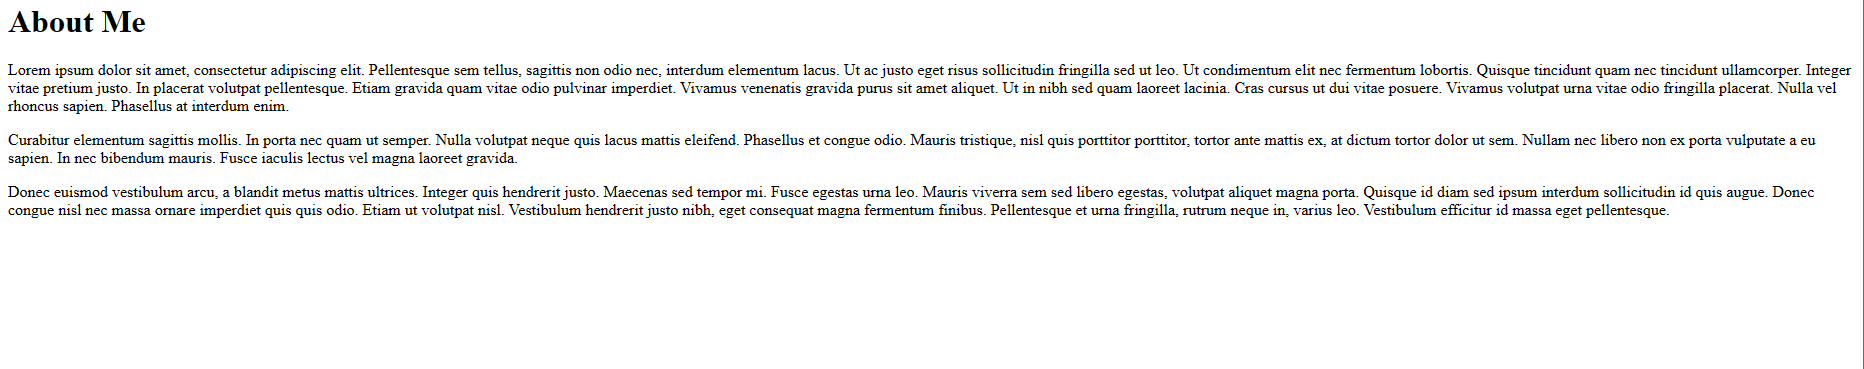 About Me
Lorem ipsum dolor sit amet, consectetur adipiscing elit. Pellentesque sem tellus, sagittis non odio nec, interdum elementum lacus. Ut ac justo eget risus sollicitudin fringilla sed ut leo. Ut condimentum elit nec fermentum lobortis. Quisque tincidunt quam nec tincidunt ullamcorper. Integer
vitae pretium justo. In placerat volutpat pellentesque. Etiam gravida quam vitae odio pulvinar imperdiet. Vivamus venenatis gravida purus sit amet aliquet. Ut in nibh sed quam laoreet lacinia. Cras cursus ut dui vitae posuere. Vivamus volutpat urna vitae odio fringilla placerat. Nulla vel
rhoncus sapien. Phasellus at interdum enim.
Curabitur elementum sagittis mollis. In porta nec quam ut semper. Nulla volutpat neque quis lacus mattis eleifend. Phasellus et congue odio. Mauris tristique, nisl quis porttitor porttitor, tortor ante mattis ex, at dictum tortor dolor ut sem. Nullam nec libero non ex porta vulputate a eu
sapien. In nec bibendum mauris. Fusce iaculis lectus vel magna laoreet gravida.
Donec euismod vestibulum arcu, a blandit metus mattis ultrices. Integer quis hendrerit justo. Maecenas sed tempor mi. Fusce egestas urna leo. Mauris viverra sem sed libero egestas, volutpat aliquet magna porta. Quisque id diam sed ipsum interdum sollicitudin id quis augue. Donec
congue nisl nec massa ornare imperdiet quis quis odio. Etiam ut volutpat nisl. Vestibulum hendrerit justo nibh, eget consequat magna fermentum finibus. Pellentesque et urna fringilla, rutrum neque in, varius leo. Vestibulum efficitur id massa eget pellentesque.